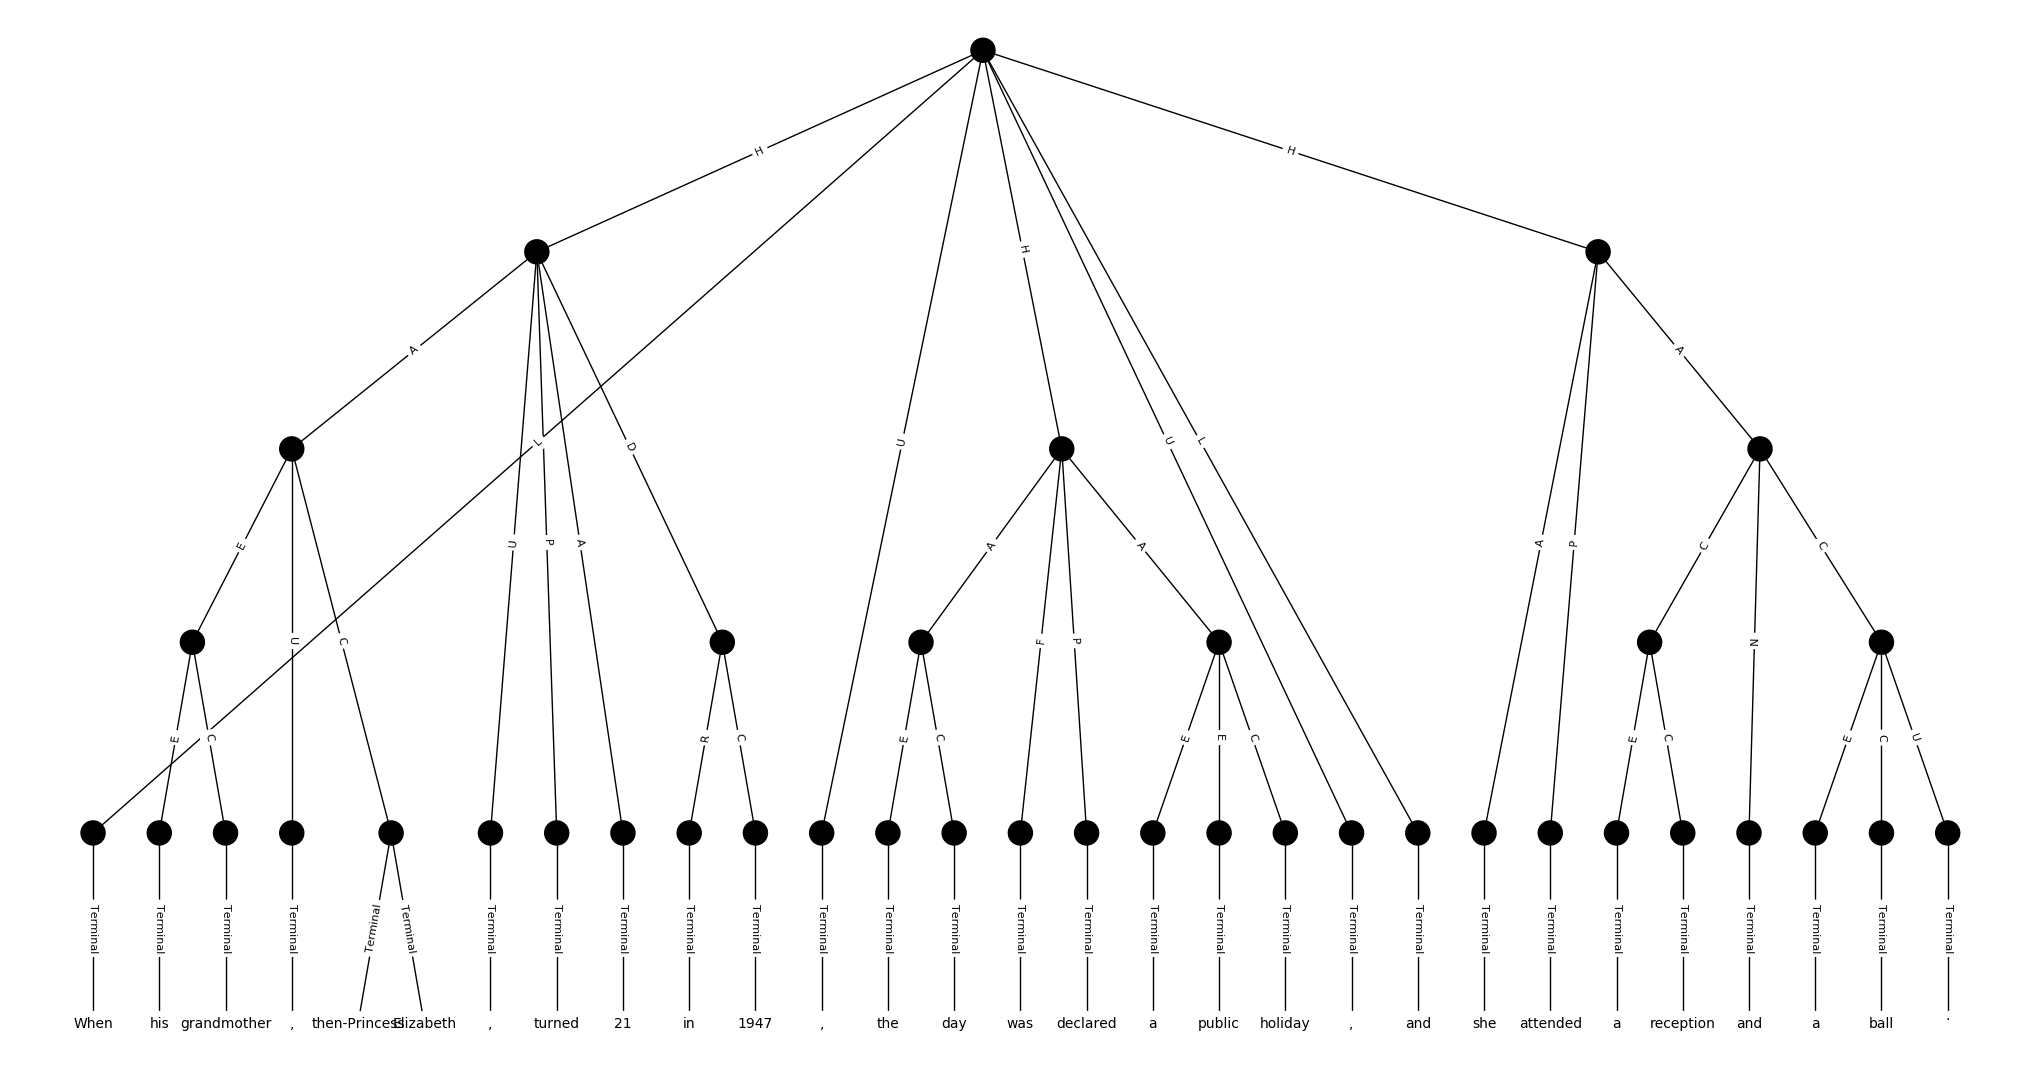 H H
H
A A
L U U L
D
E U P A A P A F P A C C
U C N
E C R C E C E E C E C E C U
Terminal Terminal Terminal Terminal Terminal Terminal Terminal Terminal Terminal Terminal Terminal Terminal Terminal Terminal Terminal Terminal Terminal Terminal Terminal Terminal Terminal Terminal Terminal Terminal Terminal Terminal Terminal Terminal Terminal
When his grandmother , then-Princess Elizabeth , turned 21 in 1947 , the day was declared a public holiday , and she attended a reception and a ball .